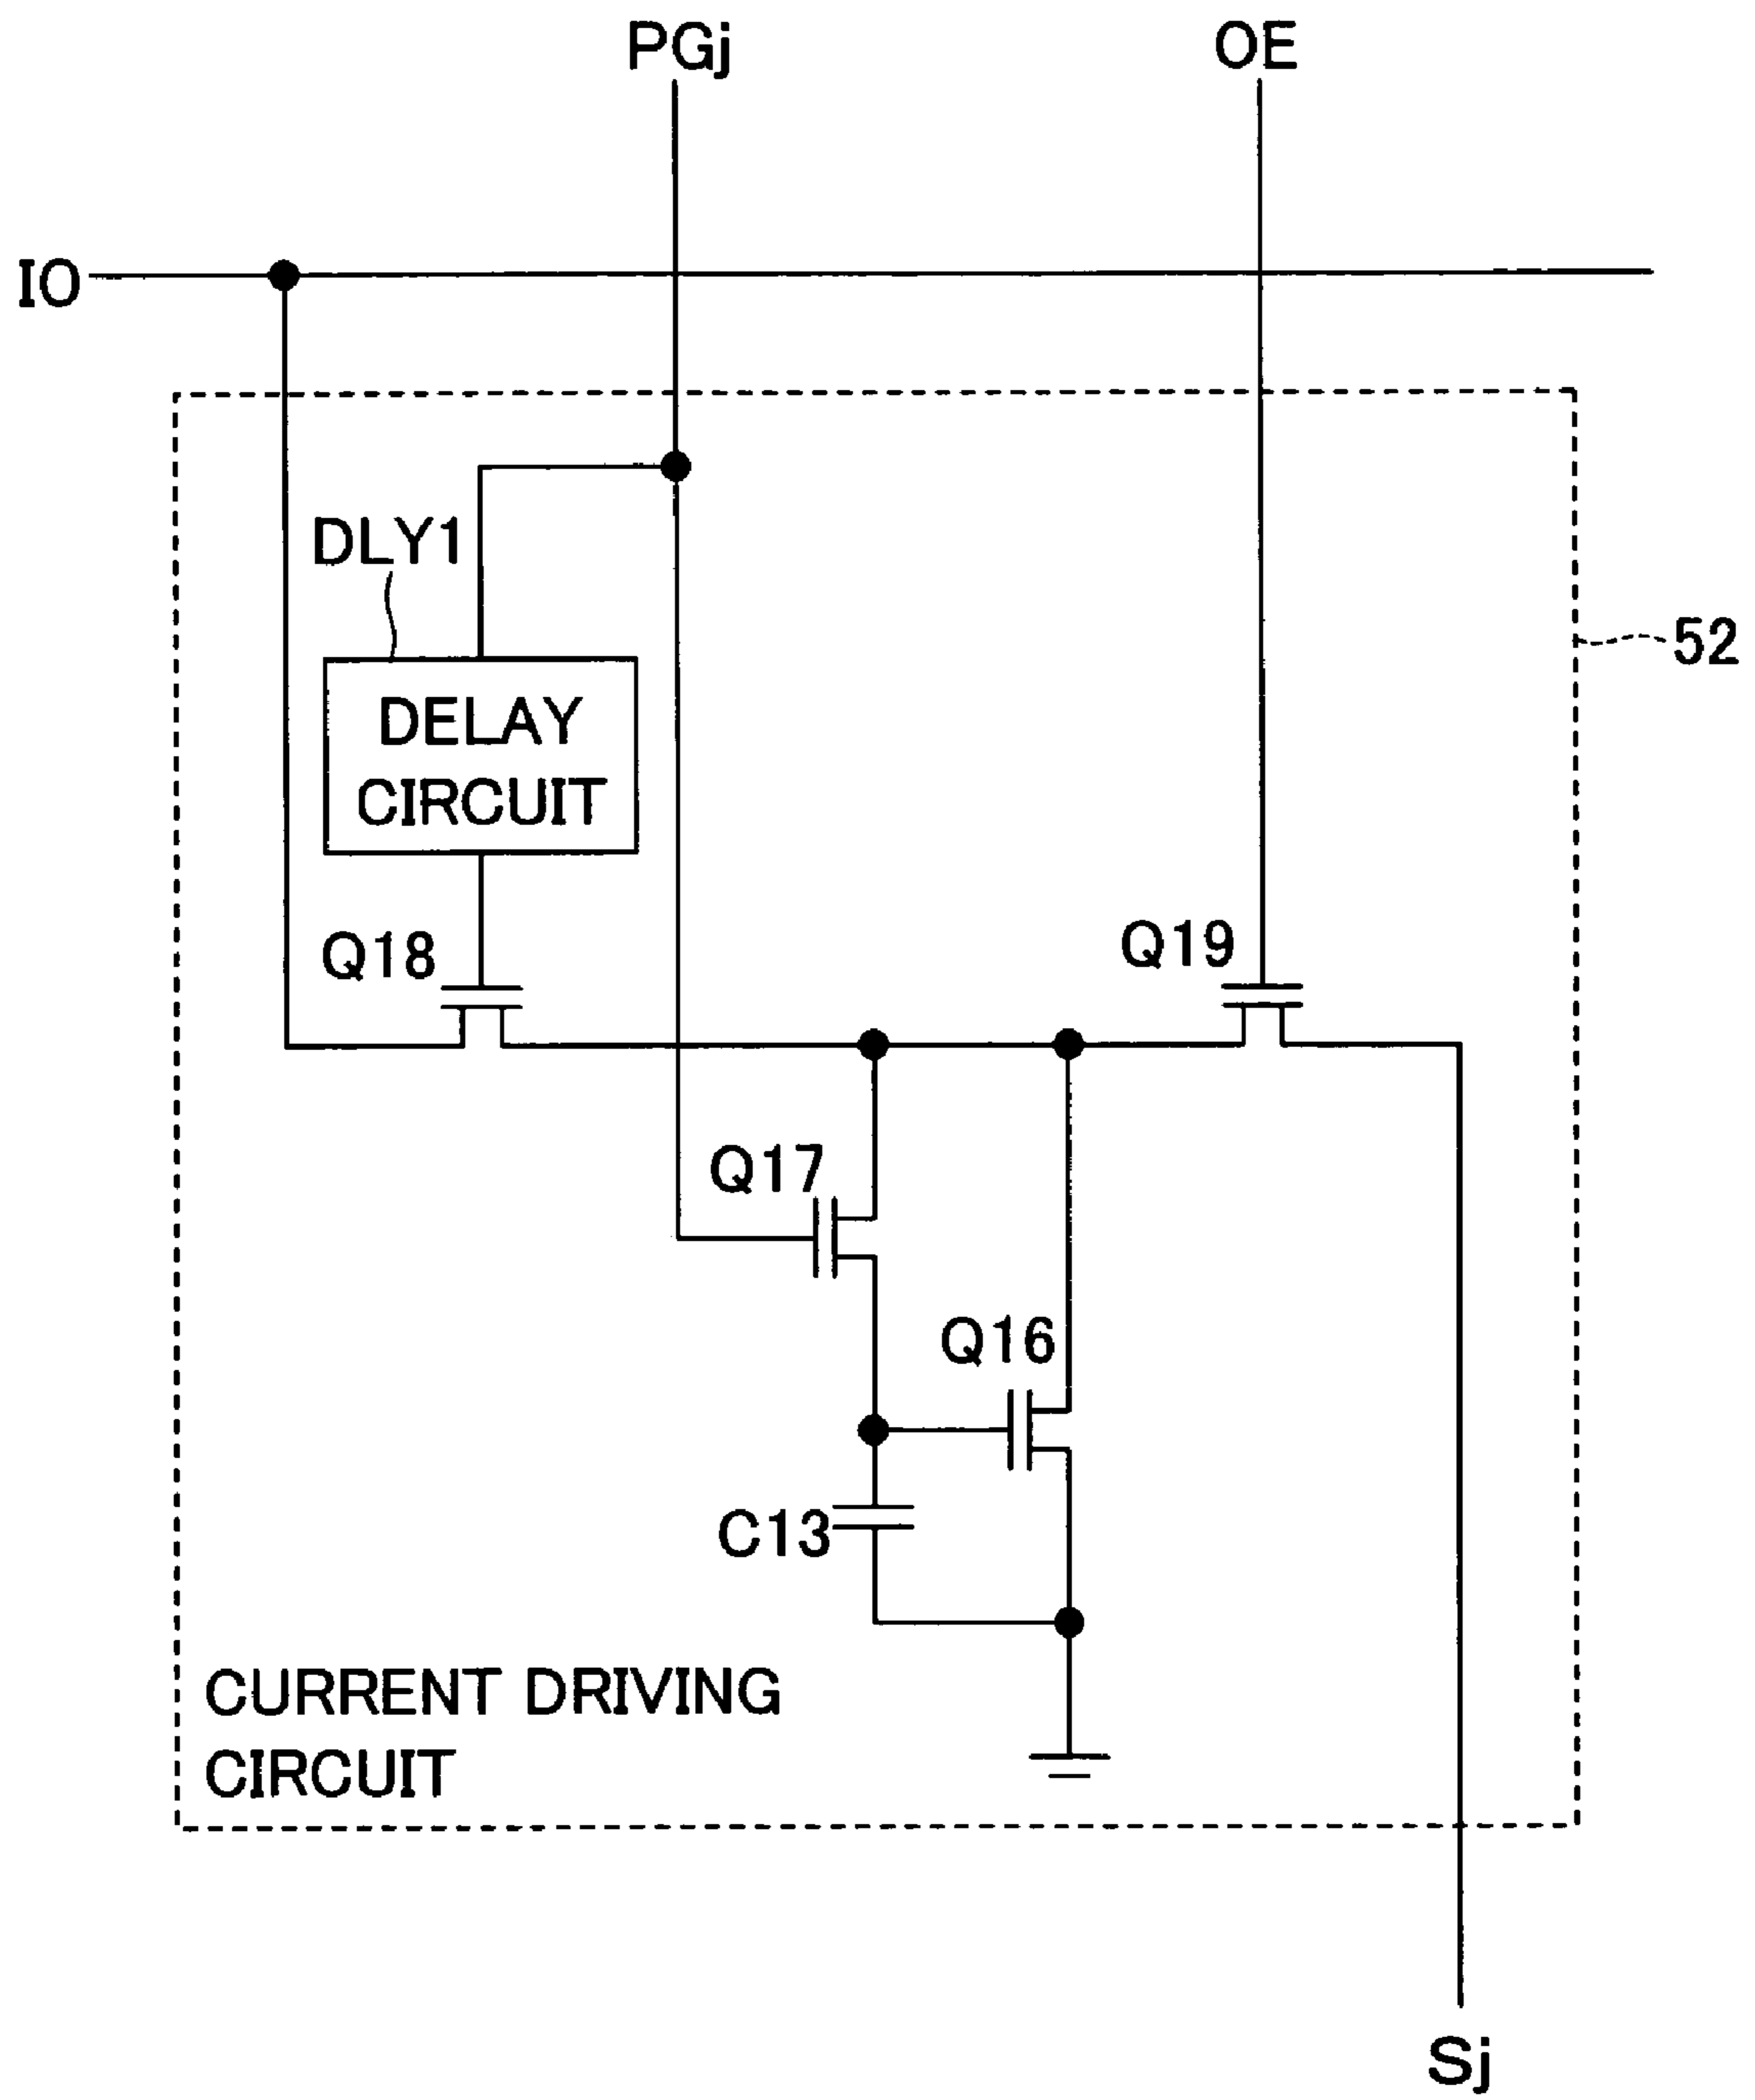 PGj
OE
IO
DLY1
52
DELAY
CIRCUIT
Q18
Q19
Q17
Q16
C13
CURRENT DRIVING
CIRCUIT
Sj